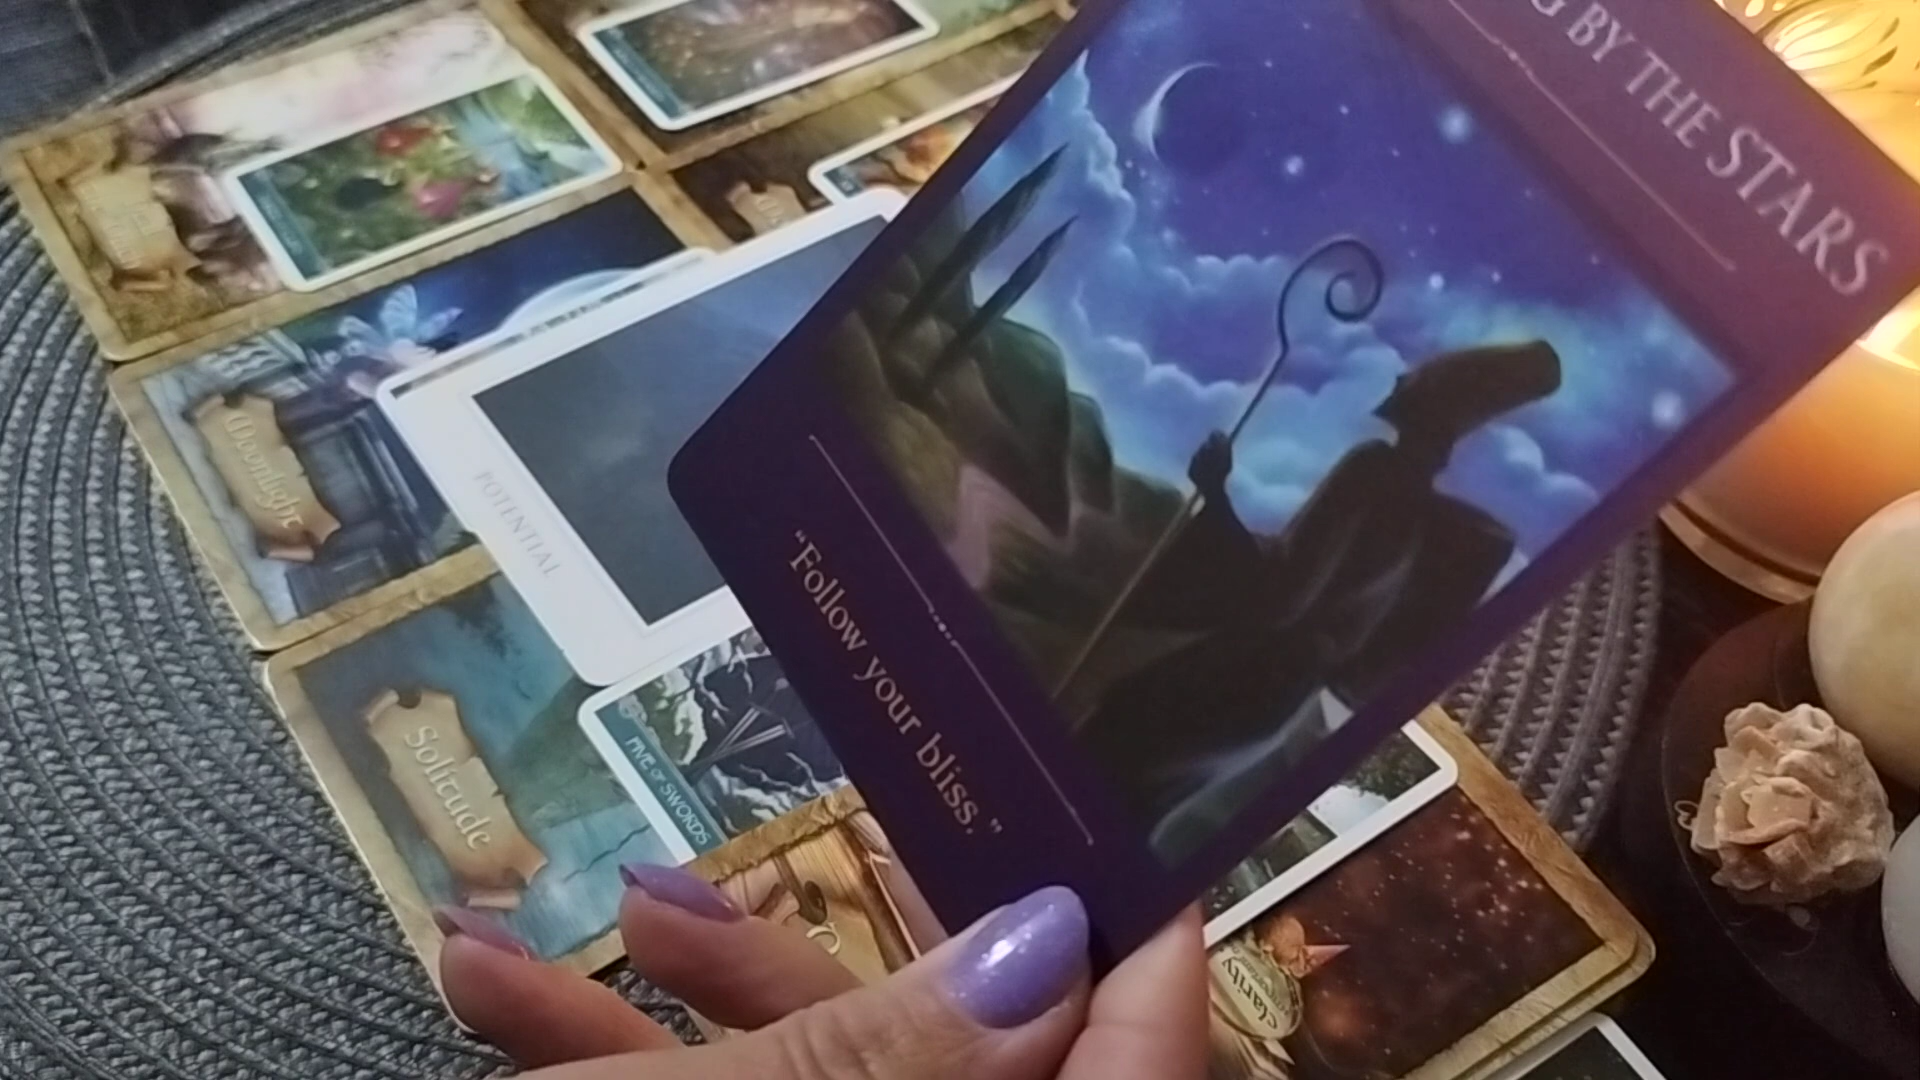 G BY THE STARS
"Follow your bliss."
Moonlight
POTENTIAL
Solitude
FIVE OF SWORDS
Clarity